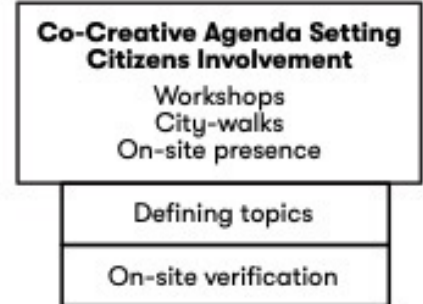 Co-Creative Agenda Setting
Citizens Involvement
Workshops
City-walks
On-site presence
Defining topics
On-site verification